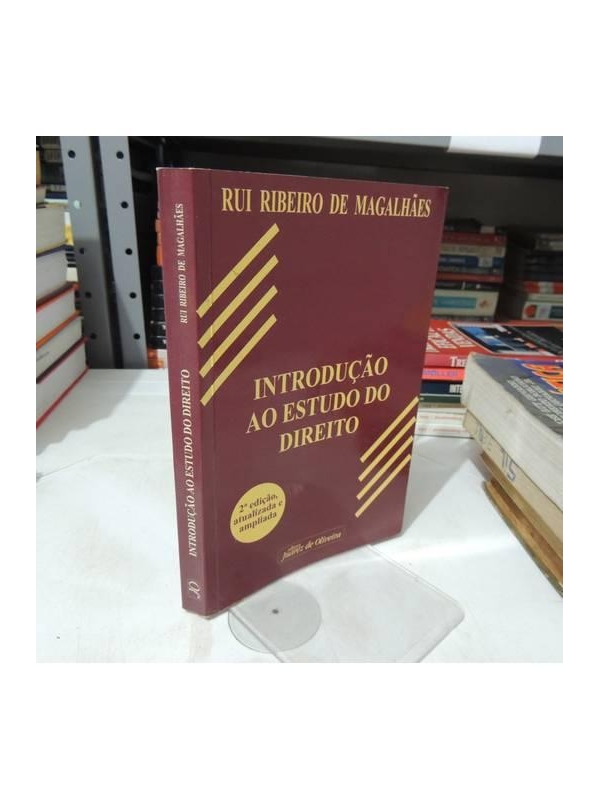 RUI RIBEIRO DE MAGALHÃES
INTRODUÇÃO
AO ESTUDO DO
DIREITO
2ª edição,
atualizada e
ampliada
Juarez de Oliveira
RUI RIBEIRO DE MAGALHÃES
INTRODUÇÃO AO ESTUDO DO DIREITO
JO